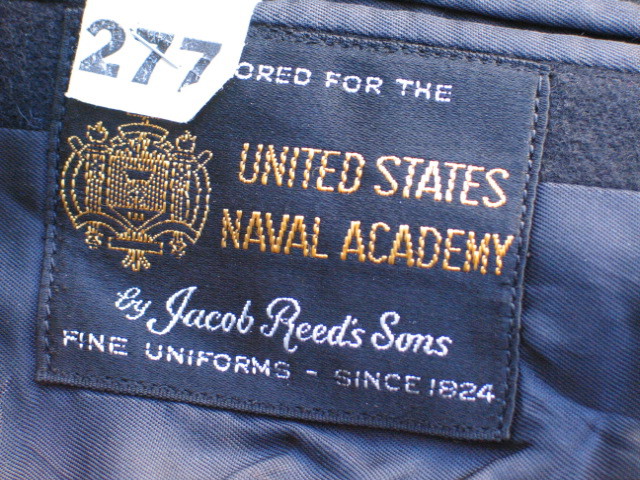 277
ORED FOR THE
UNITED STATES
NAVAL ACADEMY
by Jacob Reed's Sons
FINE UNIFORMS - SINCE 1824